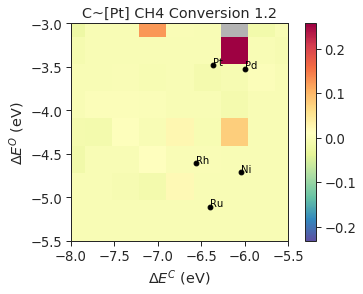 C~[Pt] CH4 Conversion 1.2
−3.0
−3.5
−4.0
−4.5
−5.0
−5.5
ΔE^O (eV)
Pt
Pd
Rh
Ni
Ru
−8.0 −7.5 −7.0 −6.5 −6.0 −5.5
ΔE^C (eV)
0.2
0.1
0.0
−0.1
−0.2